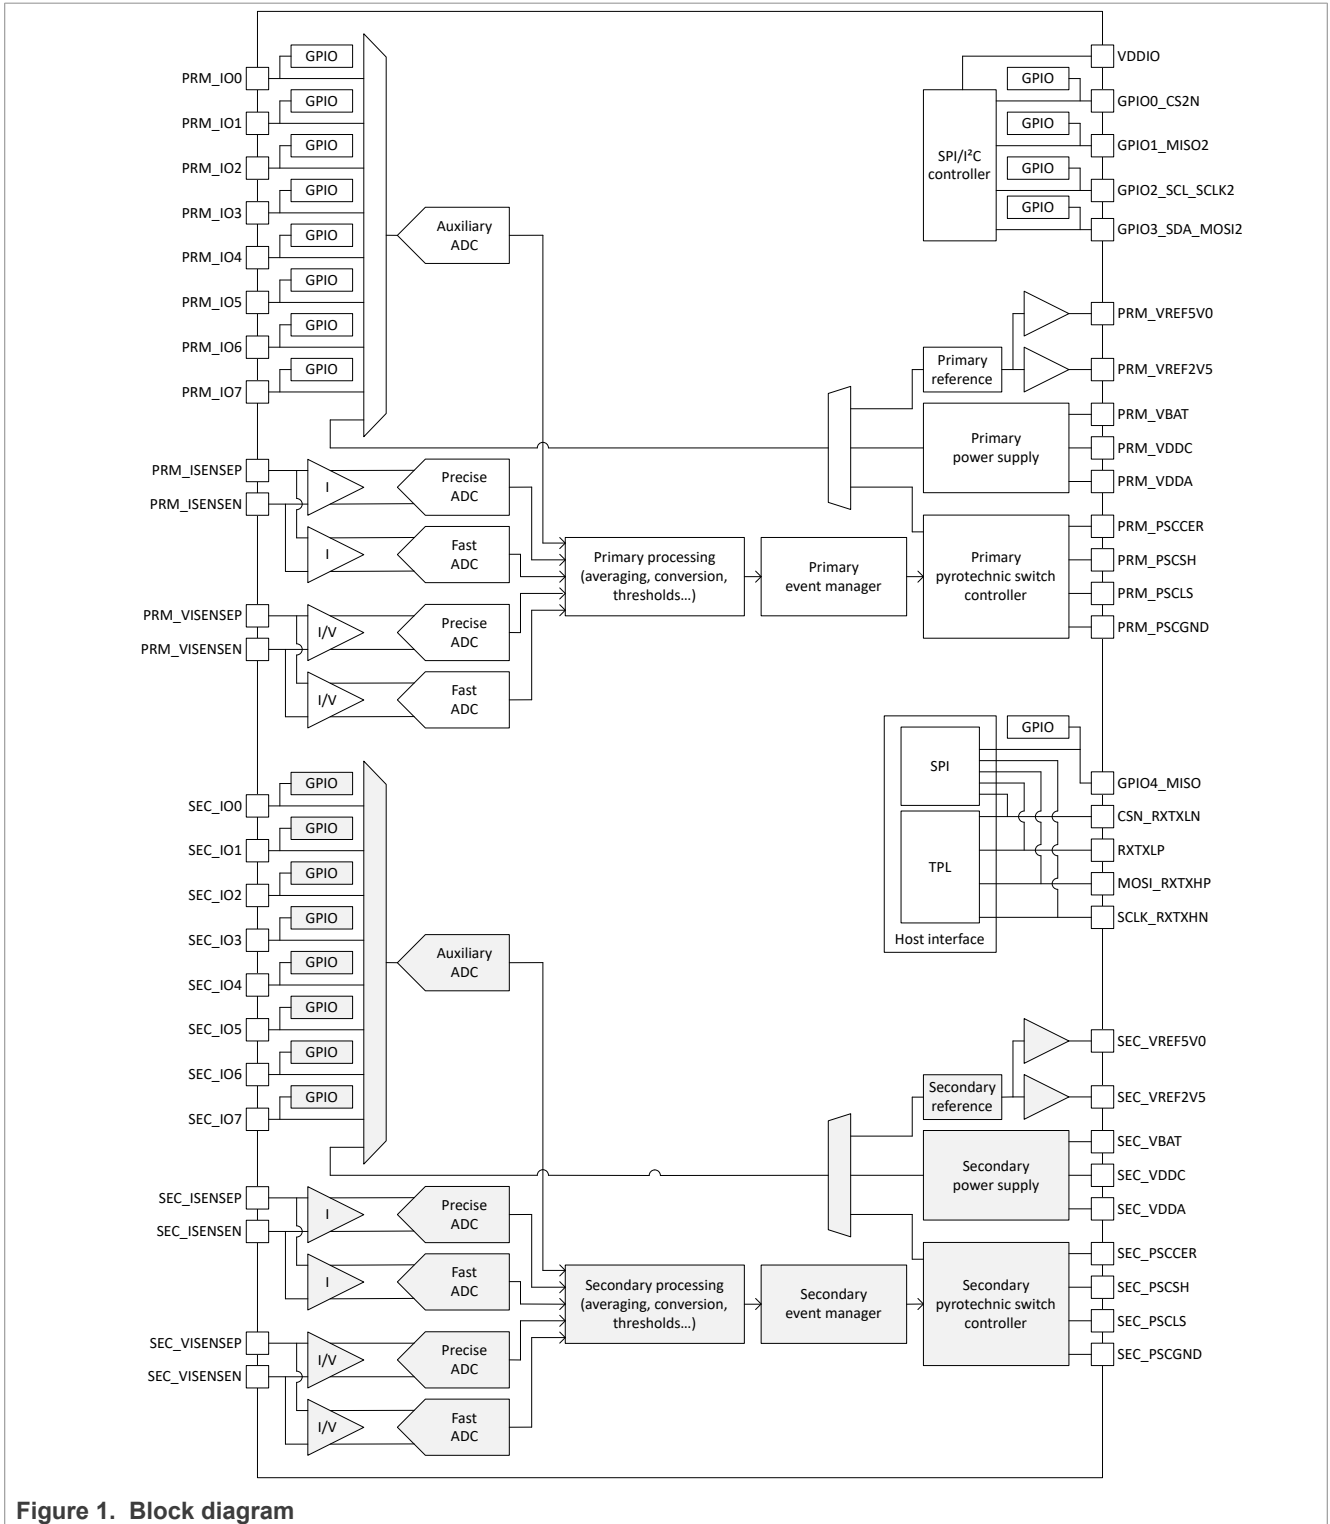 GPIO
PRM_IO0
GPIO
PRM_IO1
GPIO
PRM_IO2
GPIO
PRM_IO3
GPIO
PRM_IO4
GPIO
PRM_IO5
GPIO
PRM_IO6
GPIO
PRM_IO7
Auxiliary
ADC
VDDIO
GPIO
GPIO0_CS2N
GPIO
GPIO1_MISO2
SPI/I²C
controller
GPIO
GPIO2_SCL_SCLK2
GPIO
GPIO3_SDA_MOSI2
PRM_VREF5V0
Primary
reference
PRM_VREF2V5
PRM_VBAT
Primary
power supply
PRM_VDDC
PRM_VDDA
PRM_ISENSEP
PRM_ISENSEN
I
Precise
ADC
I
Fast
ADC
PRM_VISENSEP
PRM_VISENSEN
I/V
Precise
ADC
I/V
Fast
ADC
Primary processing
(averaging, conversion,
thresholds...)
Primary
event manager
Primary
pyrotechnic switch
controller
PRM_PSCCER
PRM_PSCSH
PRM_PSCLS
PRM_PSCGND
GPIO
SPI
GPIO4_MISO
CSN_RXTXLN
RXTXLP
TPL
MOSI_RXTXHP
SCLK_RXTXHN
Host interface
GPIO
SEC_IO0
GPIO
SEC_IO1
GPIO
SEC_IO2
GPIO
SEC_IO3
GPIO
SEC_IO4
GPIO
SEC_IO5
GPIO
SEC_IO6
GPIO
SEC_IO7
Auxiliary
ADC
SEC_VREF5V0
Secondary
reference
SEC_VREF2V5
SEC_VBAT
Secondary
power supply
SEC_VDDC
SEC_VDDA
SEC_ISENSEP
SEC_ISENSEN
I
Precise
ADC
I
Fast
ADC
SEC_VISENSEP
SEC_VISENSEN
I/V
Precise
ADC
I/V
Fast
ADC
Secondary processing
(averaging, conversion,
thresholds...)
Secondary
event manager
Secondary
pyrotechnic switch
controller
SEC_PSCCER
SEC_PSCSH
SEC_PSCLS
SEC_PSCGND
Figure 1. Block diagram